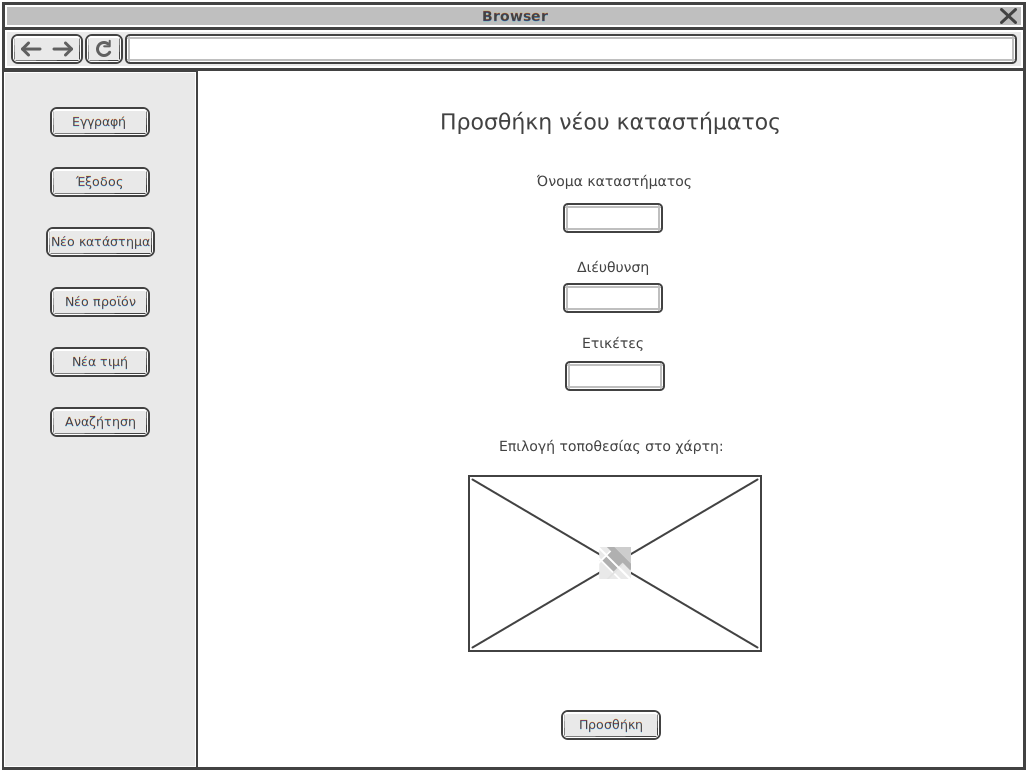 Browser
Εγγραφή
Έξοδος
Νέο κατάστημα
Νέο προϊόν
Νέα τιμή
Αναζήτηση
Προσθήκη νέου καταστήματος
Όνομα καταστήματος
Διέυθυνση
Ετικέτες
Επιλογή τοποθεσίας στο χάρτη:
Προσθήκη